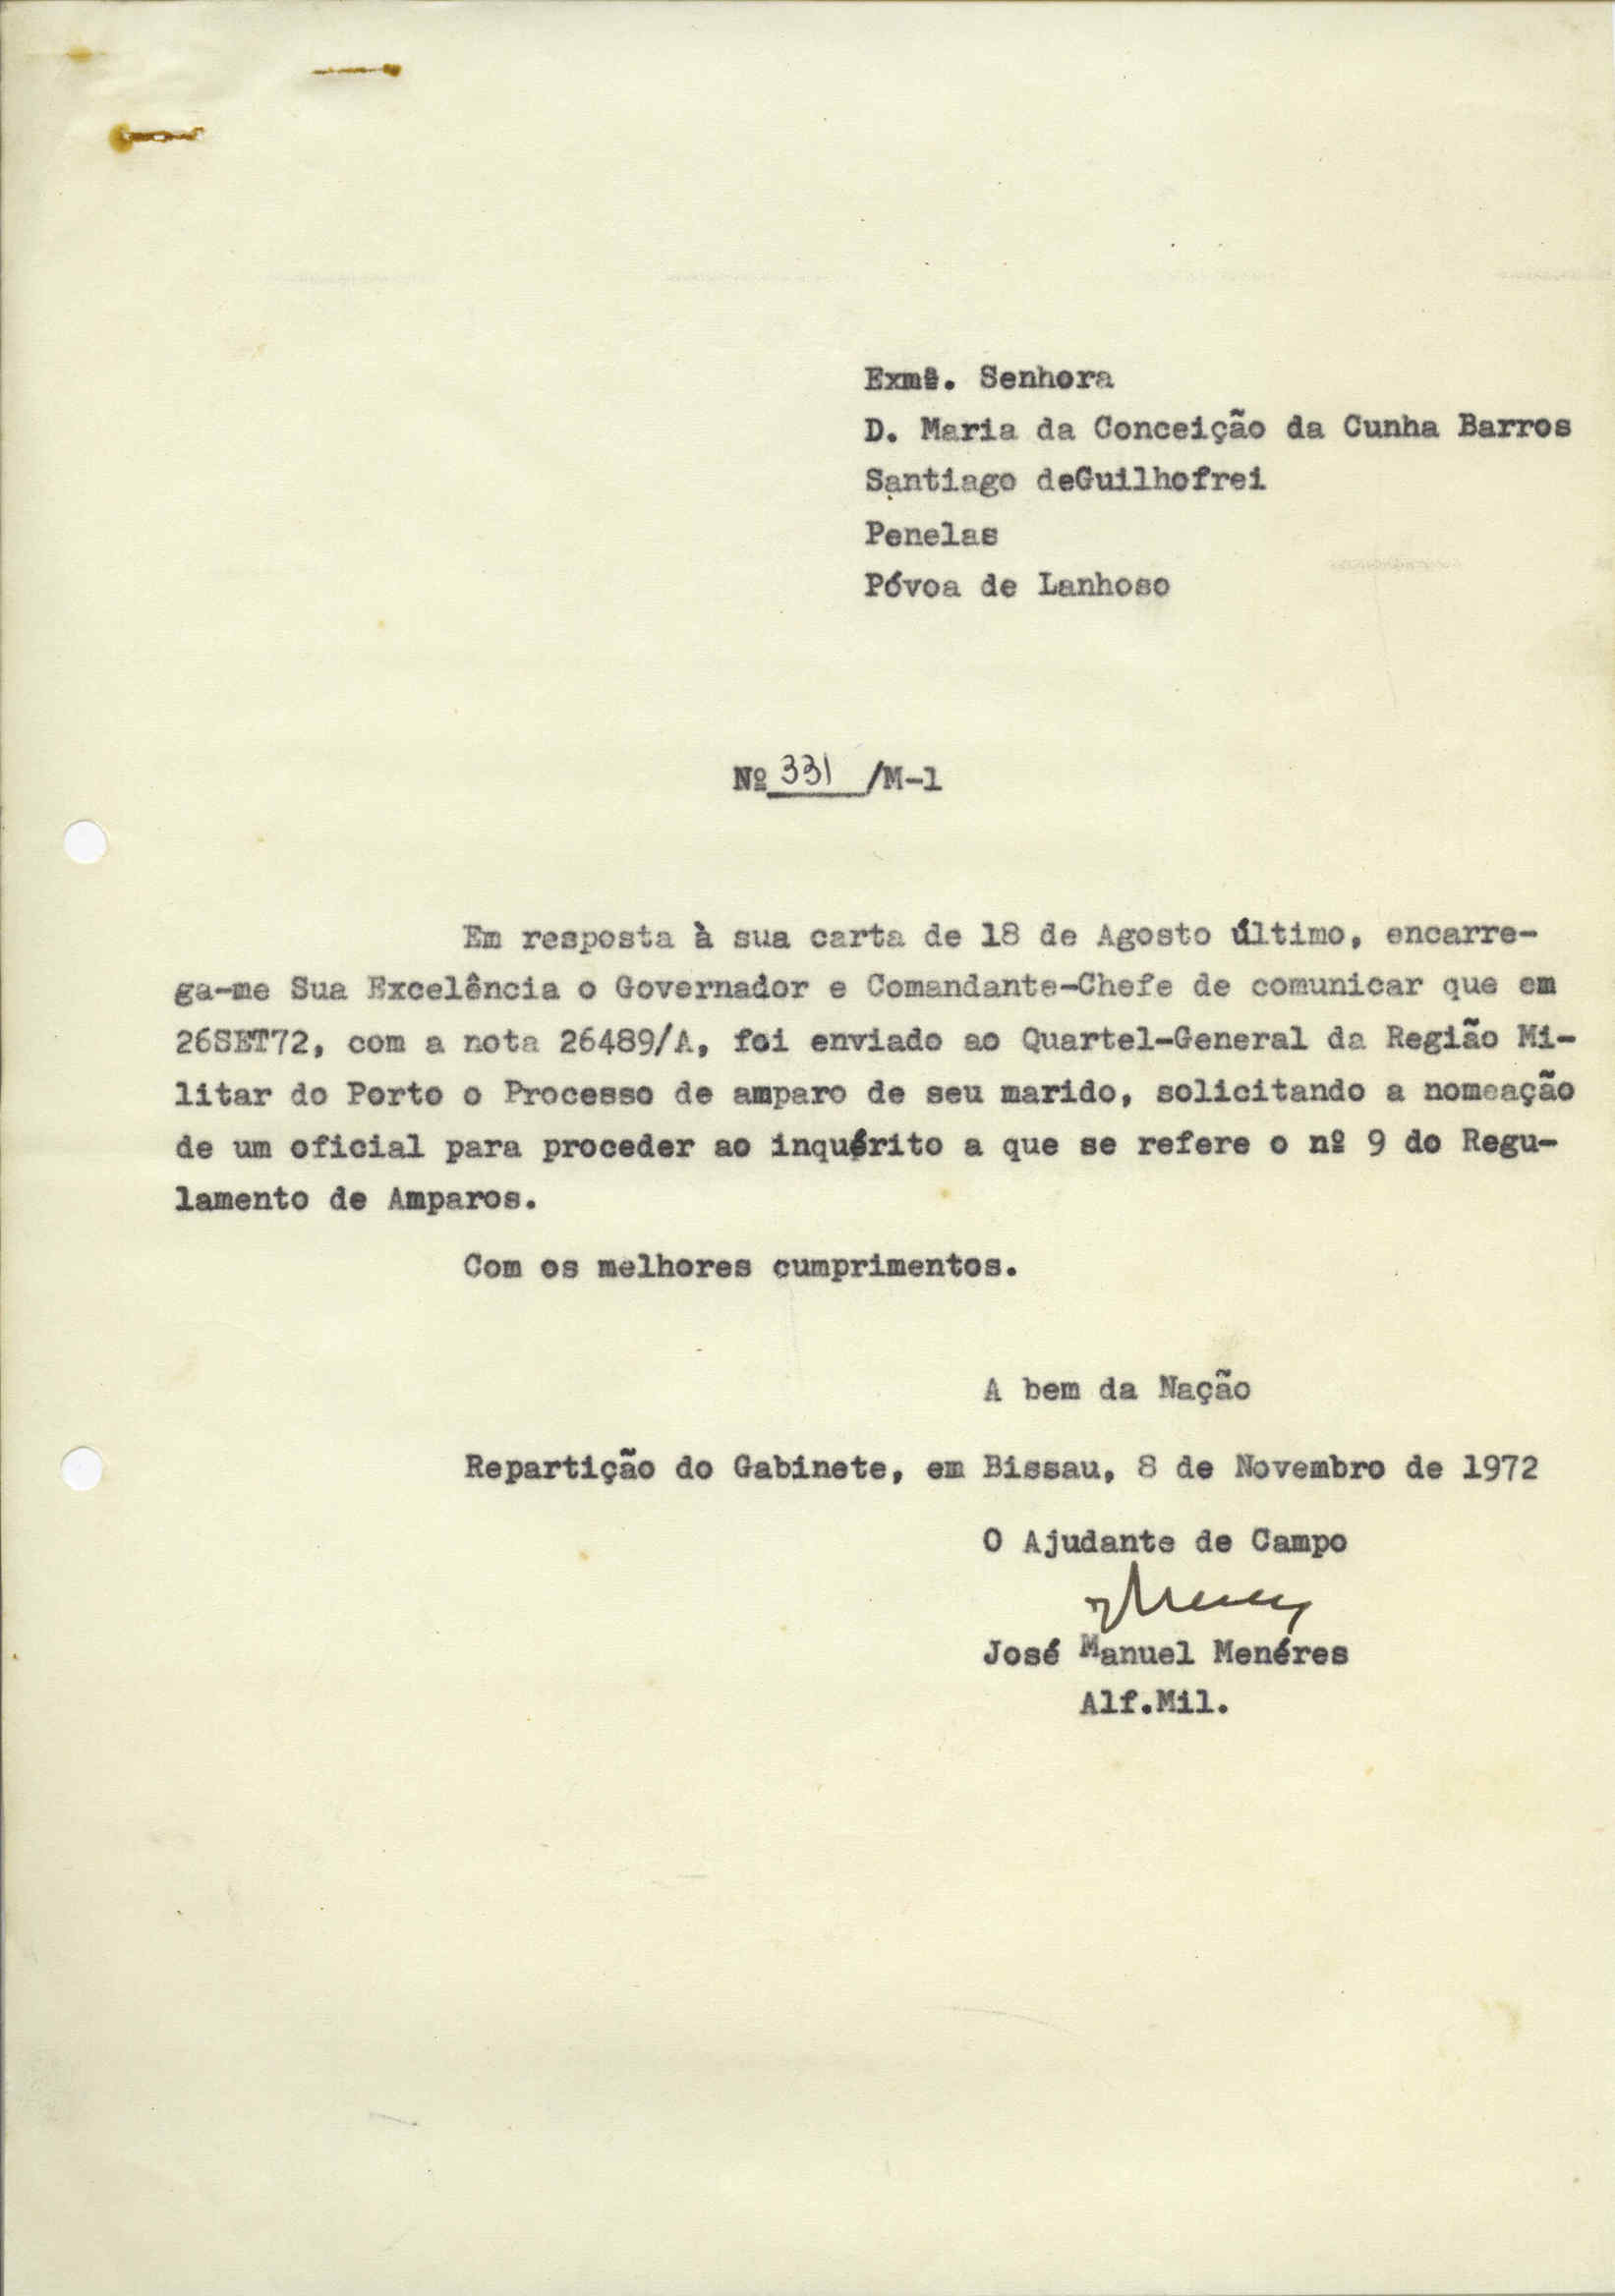 Exmª. Senhora
D. Maria da Conceição da Cunha Barros
Santiago deGuilhofrei
Penelas
Póvoa de Lanhoso
Nº 331 /M-1
Em resposta à sua carta de 18 de Agosto último, encarre-
ga-me Sua Excelência o Governador e Comandante-Chefe de comunicar que em
26SET72, com a nota 26489/A, foi enviado ao Quartel-General da Região Mi-
litar do Porto o Processo de amparo de seu marido, solicitando a nomeação
de um oficial para proceder ao inquérito a que se refere o nº 9 do Regu-
lamento de Amparos.
Com os melhores cumprimentos.
A bem da Nação
Repartição do Gabinete, em Bissau, 8 de Novembro de 1972
O Ajudante de Campo
José Manuel Menéres
Alf.Mil.